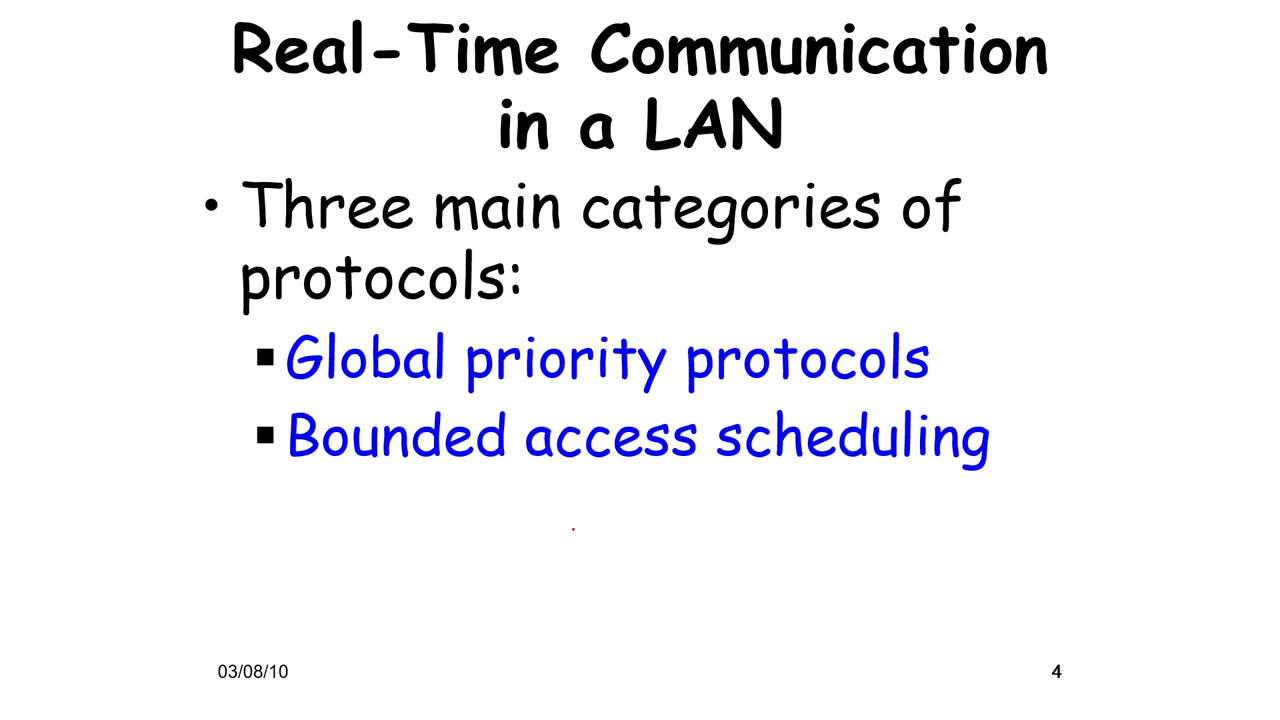 Real-Time Communication
in a LAN
• Three main categories of
protocols:
▪ Global priority protocols
▪ Bounded access scheduling
03/08/10
4